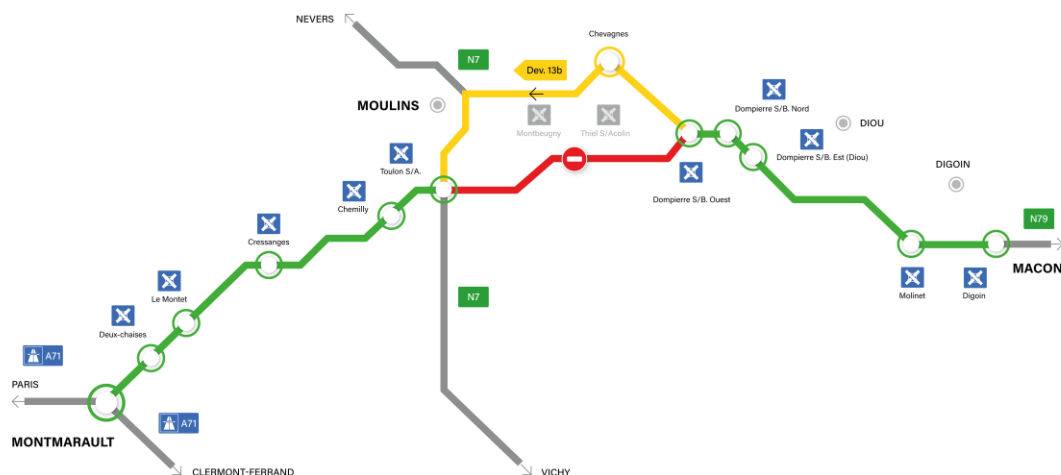 NEVERS
N7
Dev. 13b
Chevagnes
MOULINS
Montbeugny
Thiel S/Acolin
Dompierre S/B. Nord
DIOU
Dompierre S/B. Est (Diou)
Toulon S/A.
DIGOIN
Dompierre S/B. Ouest
Chemilly
N79
Cressanges
MACON
Le Montet
N7
Molinet
Digoin
Deux-chaises
A71
PARIS
A71
MONTMARAULT
CLERMONT-FERRAND
VICHY